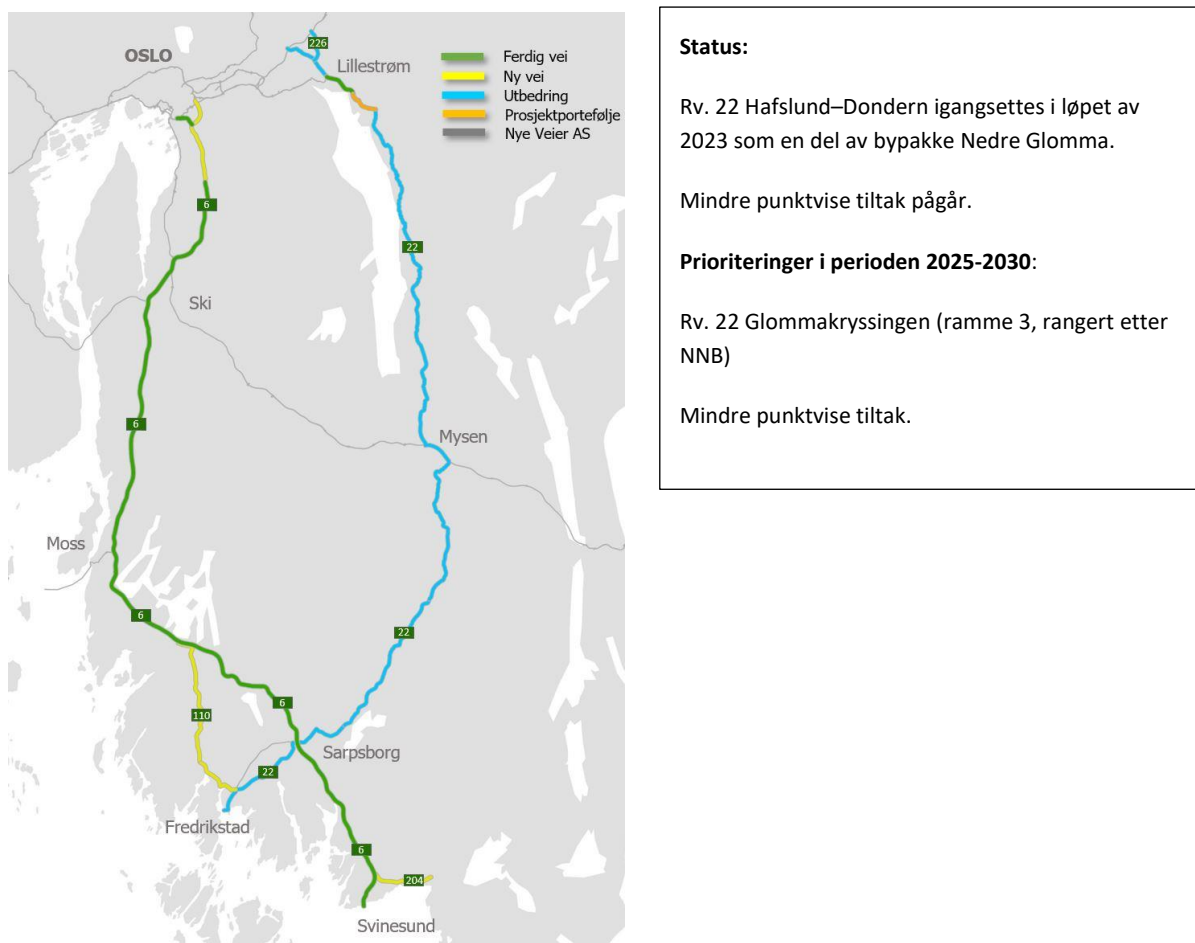 226
OSLO
Lillestrøm
Ferdig vei
Ny vei
Utbedring
Prosjektportefølje
Nye Veier AS
6
22
Ski
6
Mysen
Moss
6
22
6
110
Sarpsborg
22
Fredrikstad
6
204
Svinesund
Status:
Rv. 22 Hafslund–Dondern igangsettes i løpet av
2023 som en del av bypakke Nedre Glomma.
Mindre punktvise tiltak pågår.
Prioriteringer i perioden 2025-2030:
Rv. 22 Glommakryssingen (ramme 3, rangert etter
NNB)
Mindre punktvise tiltak.